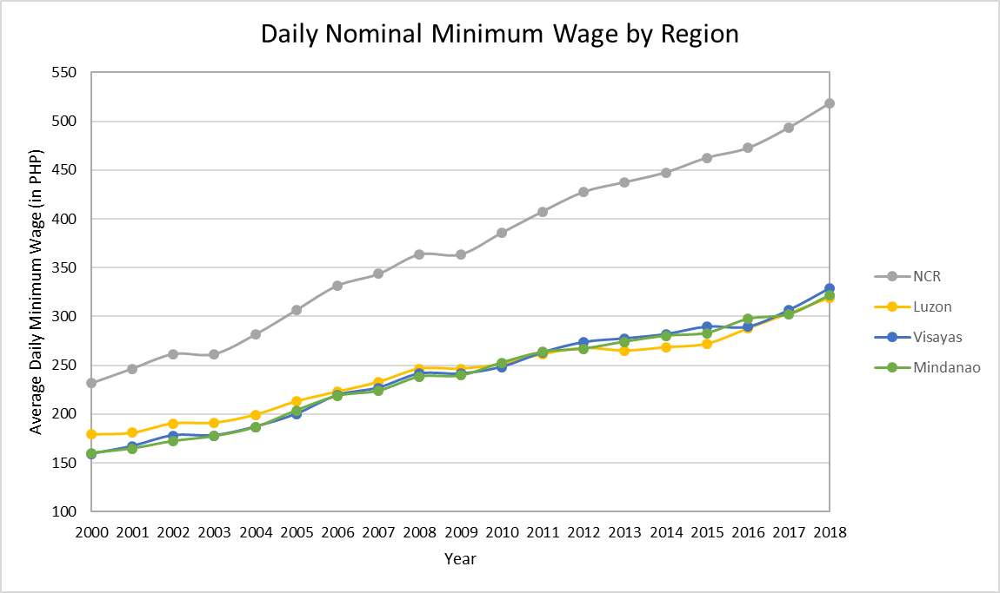 Daily Nominal Minimum Wage by Region
Average Daily Minimum Wage (in PHP)
550
500
450
400
350
300
250
200
150
100
2000 2001 2002 2003 2004 2005 2006 2007 2008 2009 2010 2011 2012 2013 2014 2015 2016 2017 2018
Year
NCR
Luzon
Visayas
Mindanao